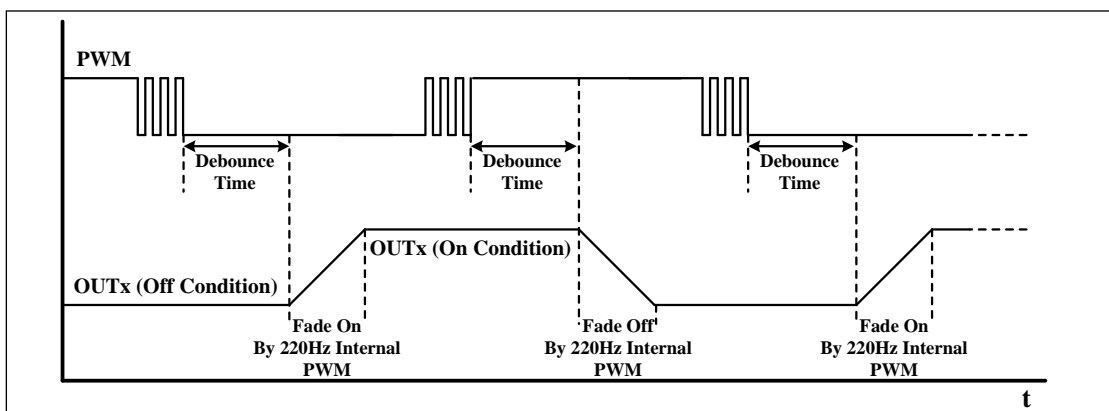 PWM
Debounce
Time
Debounce
Time
Debounce
Time
OUTx (Off Condition)
OUTx (On Condition)
Fade On
By 220Hz Internal
PWM
Fade Off
By 220Hz Internal
PWM
Fade On
By 220Hz Internal
PWM
t